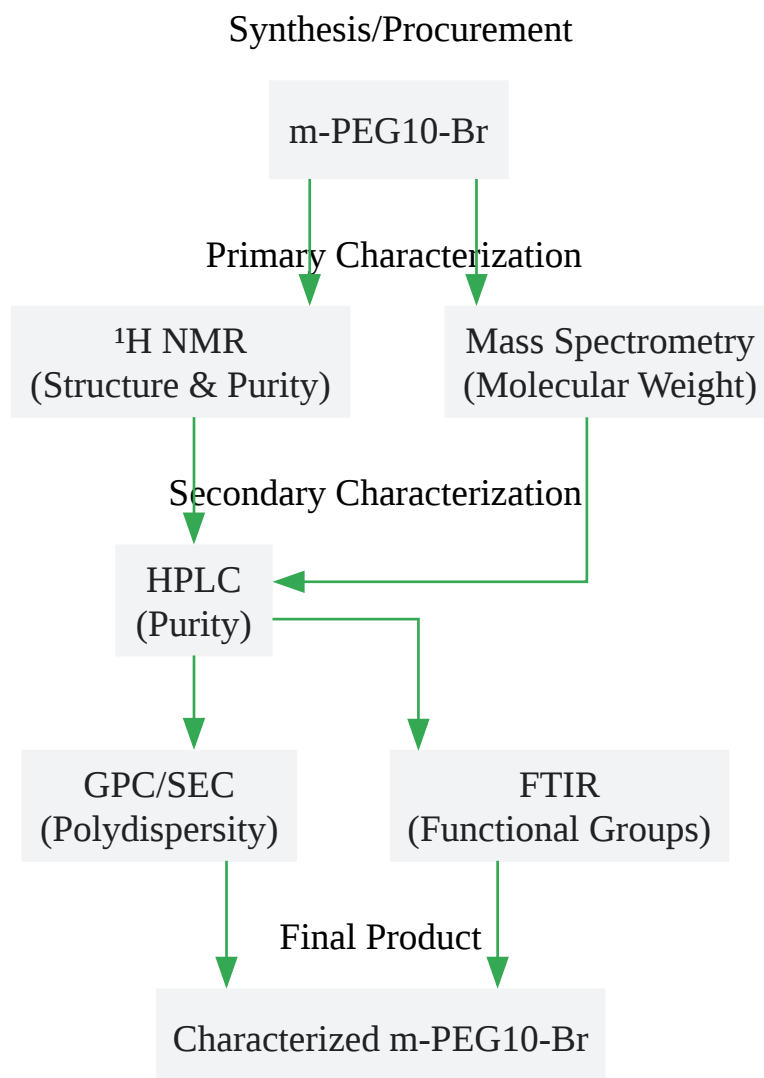 Synthesis/Procurement
m-PEG10-Br
Primary Characterization
¹H NMR
(Structure & Purity)
Mass Spectrometry
(Molecular Weight)
Secondary Characterization
HPLC
(Purity)
GPC/SEC
(Polydispersity)
FTIR
(Functional Groups)
Final Product
Characterized m-PEG10-Br